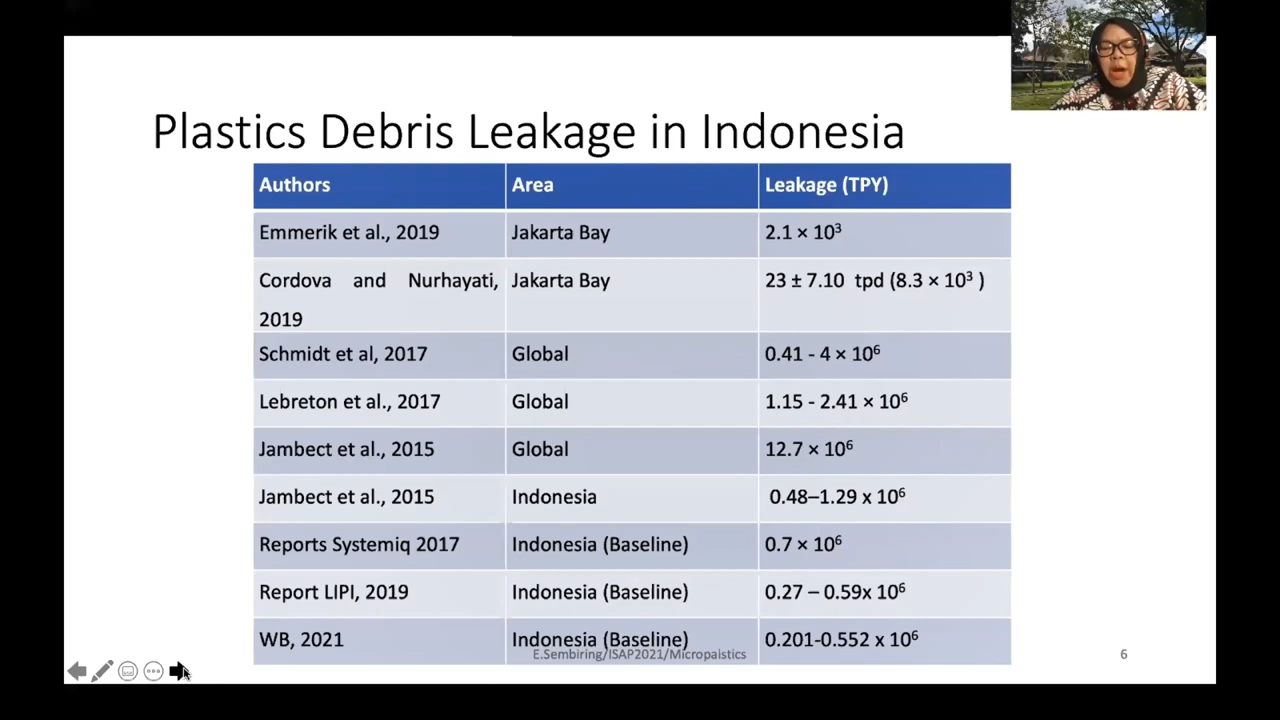 Plastics Debris Leakage in Indonesia
Authors Area Leakage (TPY)
Emmerik et al., 2019 Jakarta Bay 2.1 × 10³
Cordova and Nurhayati, Jakarta Bay 23 ± 7.10 tpd (8.3 × 10³ )
2019
Schmidt et al, 2017 Global 0.41 - 4 × 10⁶
Lebreton et al., 2017 Global 1.15 - 2.41 × 10⁶
Jambect et al., 2015 Global 12.7 × 10⁶
Jambect et al., 2015 Indonesia 0.48–1.29 x 10⁶
Reports Systemiq 2017 Indonesia (Baseline) 0.7 × 10⁶
Report LIPI, 2019 Indonesia (Baseline) 0.27 – 0.59x 10⁶
WB, 2021 Indonesia (Baseline) 0.201-0.552 x 10⁶
E.Sembiring/ISAP2021/Micropaistics 6